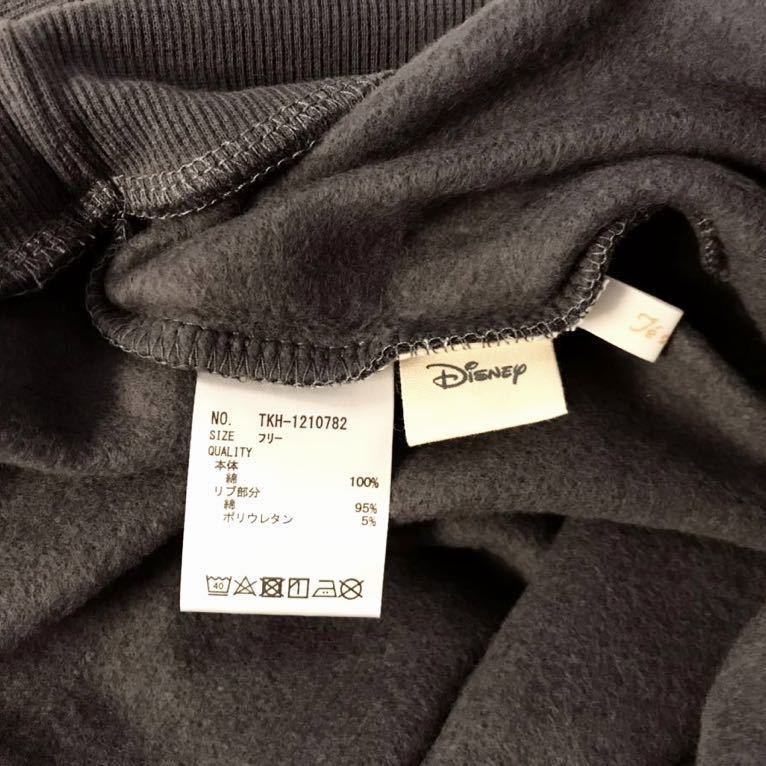 NO. TKH-1210782
SIZE フリー
QUALITY
本体
綿 100%
リブ部分
綿 95%
ポリウレタン 5%
40
Disney